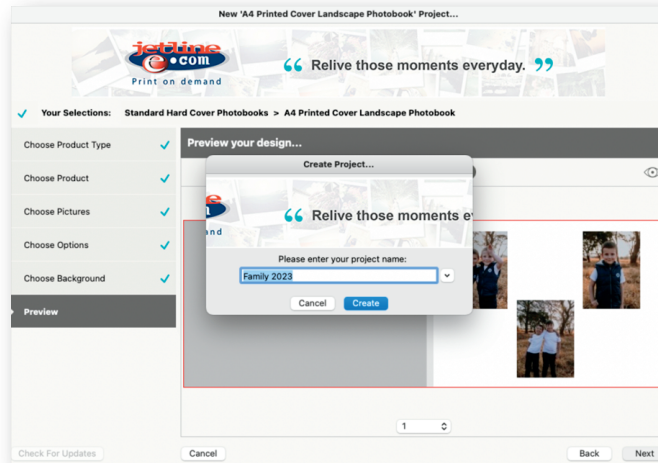 New 'A4 Printed Cover Landscape Photobook' Project...
jetline
e.com
Print on demand
“ Relive those moments everyday. ”
Your Selections: Standard Hard Cover Photobooks > A4 Printed Cover Landscape Photobook
Choose Product Type
Choose Product
Choose Pictures
Choose Options
Choose Background
Preview
Preview your design...
Create Project...
and
“ Relive those moments e
Please enter your project name:
Family 2023
Cancel
Create
1
Check For Updates
Cancel
Back
Next